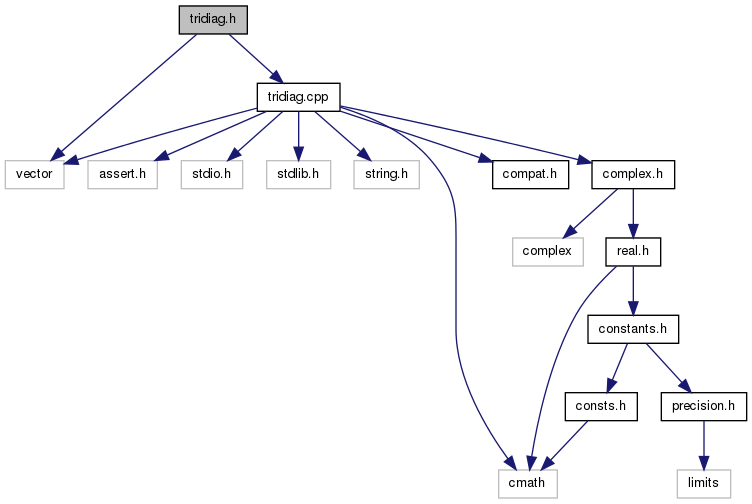 tridiag.h
tridiag.cpp
vector
assert.h
stdio.h
stdlib.h
string.h
compat.h
complex.h
complex
real.h
constants.h
consts.h
precision.h
cmath
limits